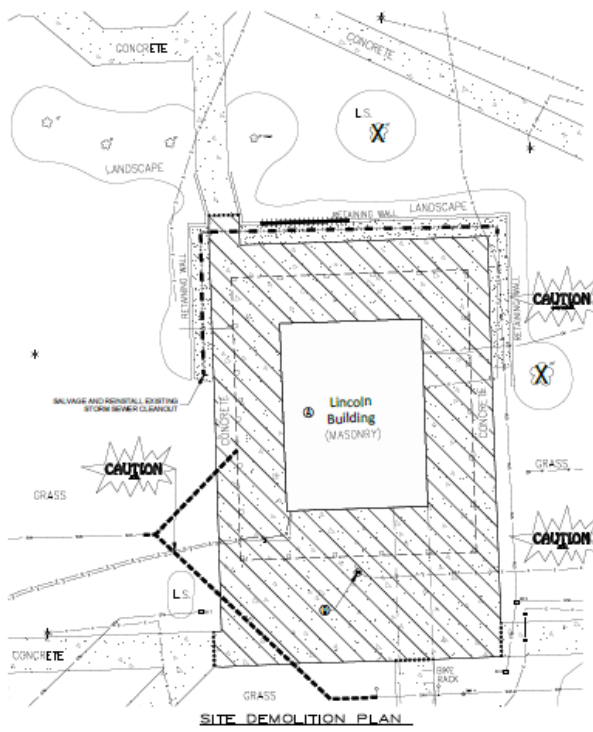 CONCRETE
CONCRETE
L.S.
LANDSCAPE
RETAINING WALL
LANDSCAPE
RETAINING WALL
RETAINING WALL
CAUTION
SALVAGE AND REINSTALL EXISTING
STORM SEWER CLEANOUT
CONCRETE
Lincoln
Building
(MASONRY)
CONCRETE
CAUTION
GRASS
GRASS
CAUTION
L.S.
CONCRETE
BIKE
RACK
GRASS
SITE DEMOLITION PLAN